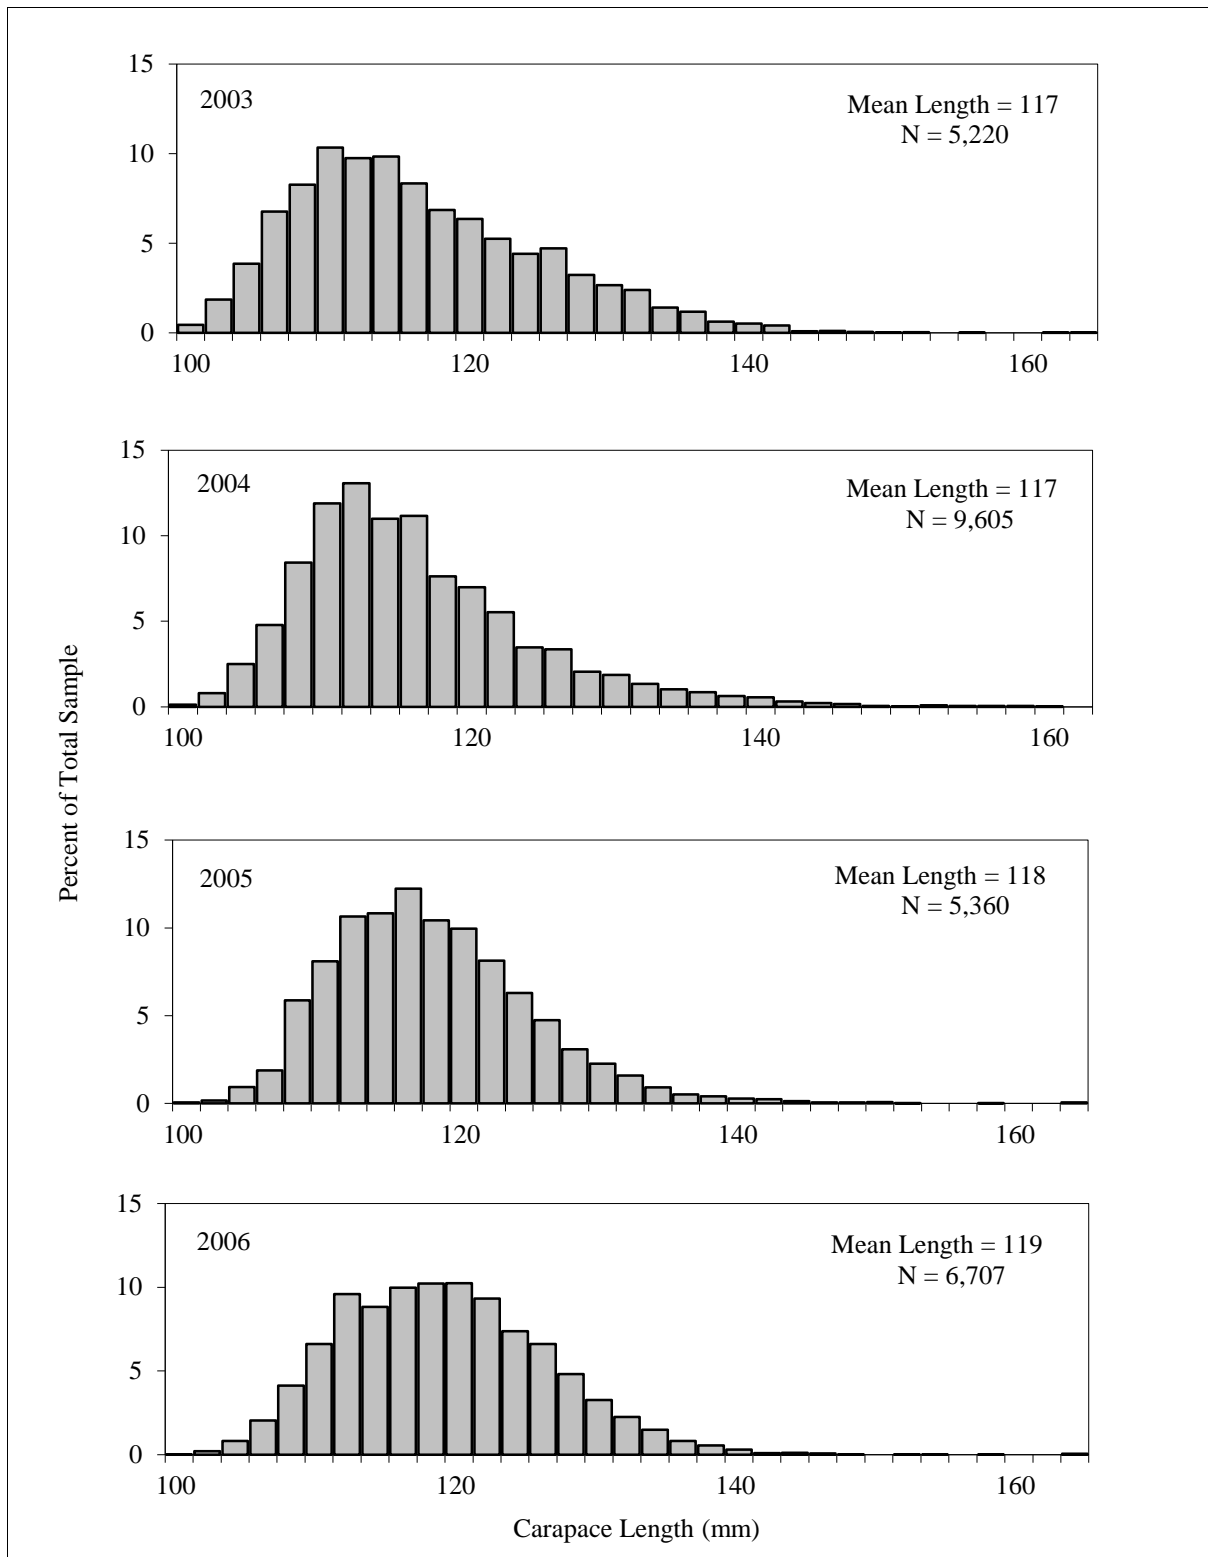 15
2003
Mean Length = 117
N = 5,220
10
5
0
100 120 140 160
15
2004
Mean Length = 117
N = 9,605
10
5
0
100 120 140 160
Percent of Total Sample
15
2005
Mean Length = 118
N = 5,360
10
5
0
100 120 140 160
15
2006
Mean Length = 119
N = 6,707
10
5
0
100 120 140 160
Carapace Length (mm)